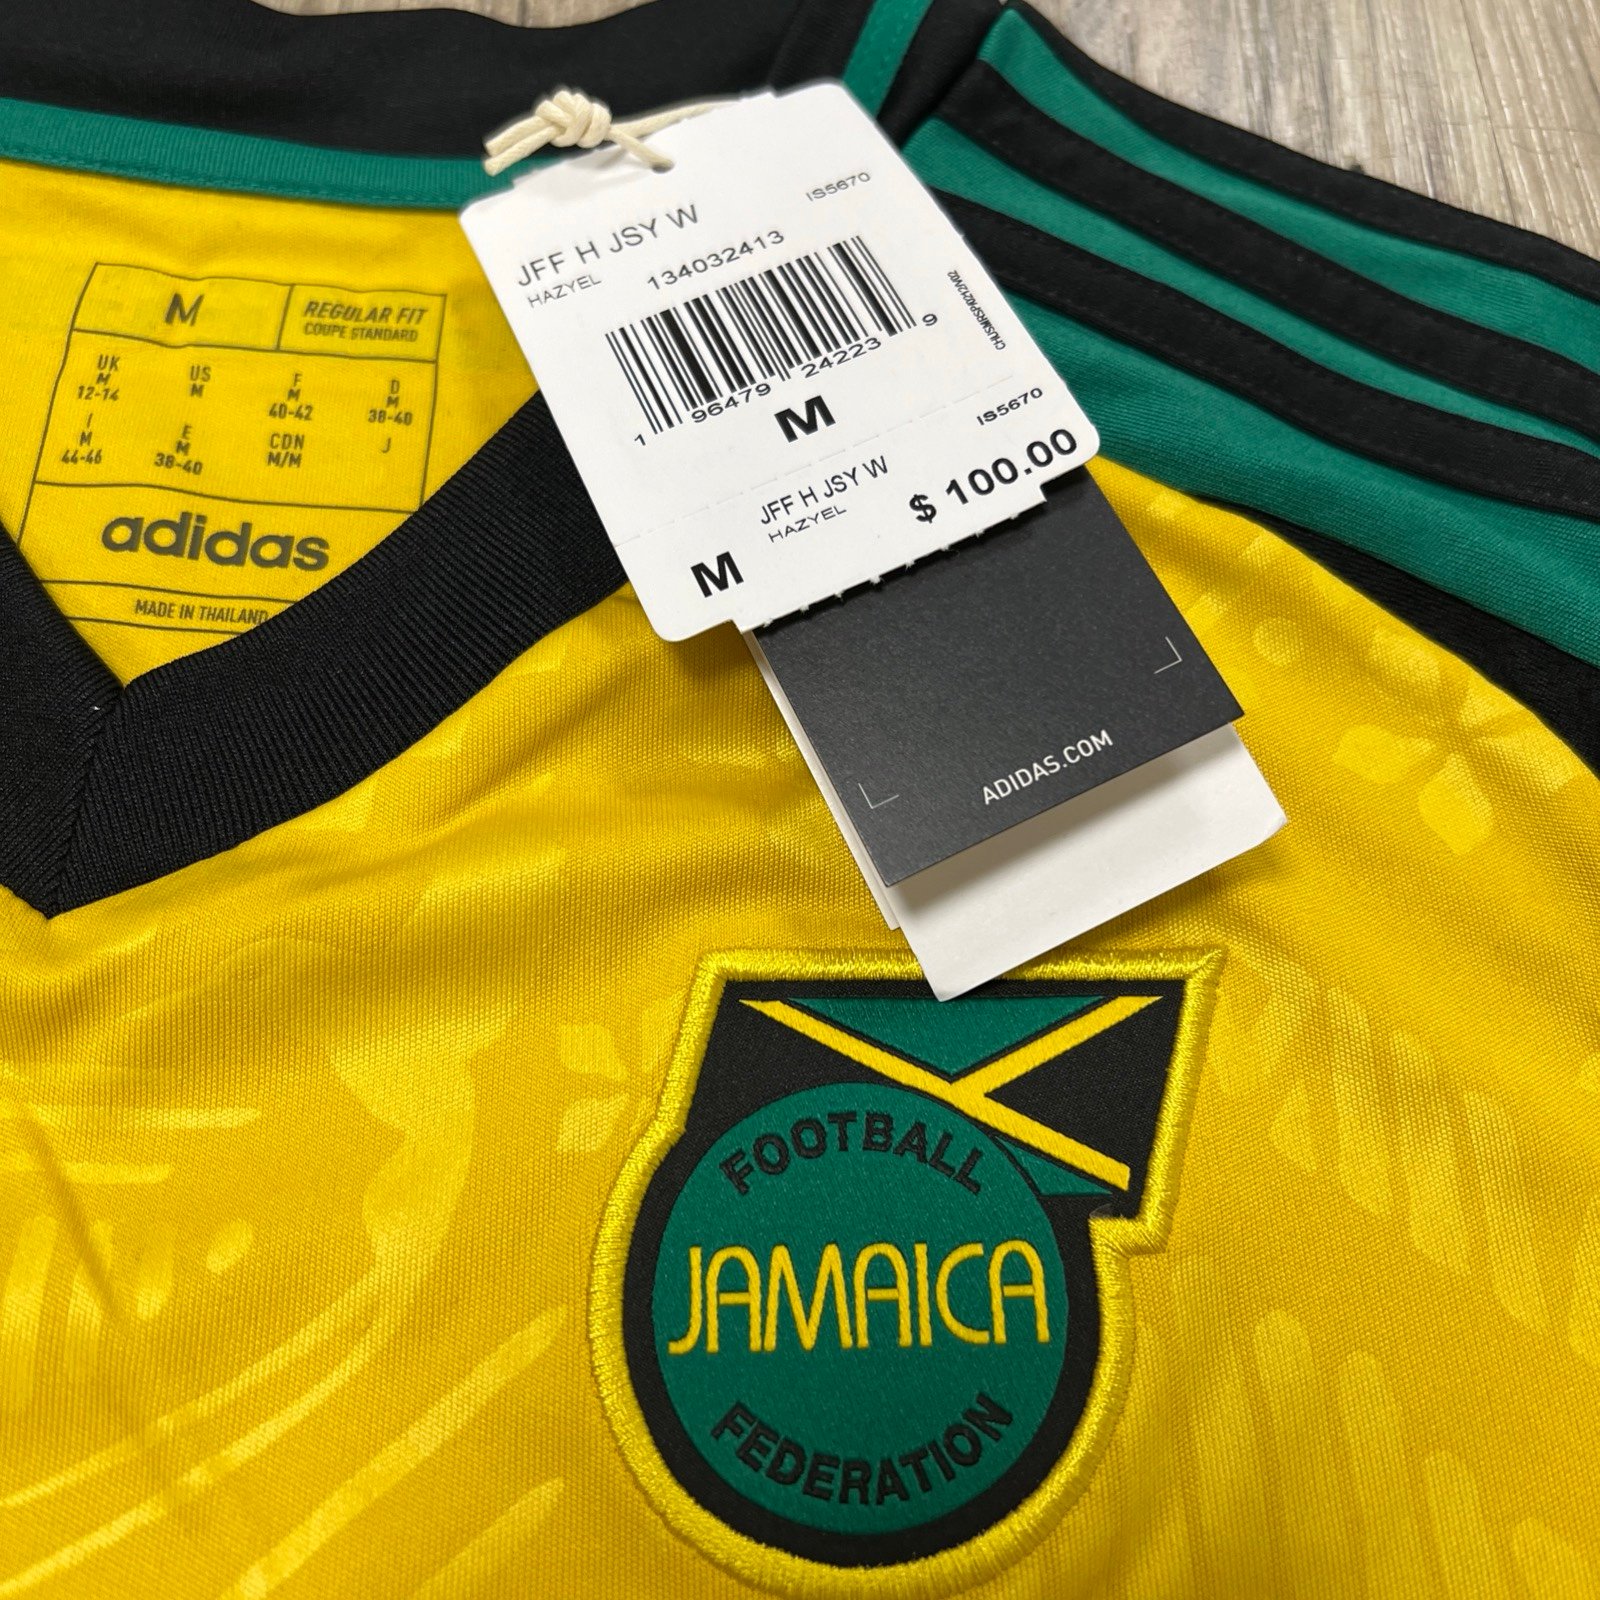 JFF H JSY W
IS5670
HAZYEL
134032413
1 96479 24223 9
M
IS5670
JFF H JSY W
HAZYEL
$ 100.00
M
ADIDAS.COM
M
REGULAR FIT
COUPE STANDARD
UK US F D
M M M M
12-14 40-42 38-40
I E CDN J
M M M/M
44-46 38-40
adidas
MADE IN THAILAND
FOOTBALL
JAMAICA
FEDERATION